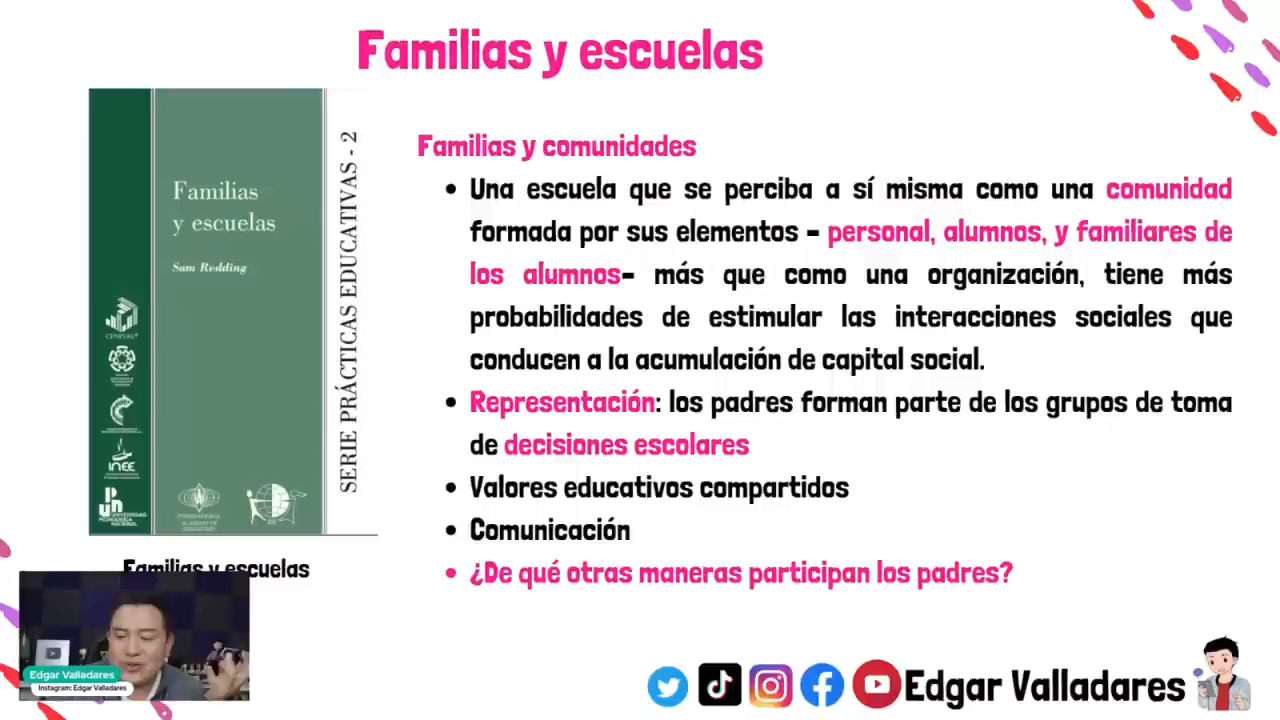 Familias y escuelas
Familias
y escuelas
Sam Redding
SERIE PRÁCTICAS EDUCATIVAS - 2
INEE
Familias y escuelas
Familias y comunidades
• Una escuela que se perciba a sí misma como una comunidad
formada por sus elementos - personal, alumnos, y familiares de
los alumnos- más que como una organización, tiene más
probabilidades de estimular las interacciones sociales que
conducen a la acumulación de capital social.
• Representación: los padres forman parte de los grupos de toma
de decisiones escolares
• Valores educativos compartidos
• Comunicación
• ¿De qué otras maneras participan los padres?
Edgar Valladares
Instagram: Edgar Valladares
Edgar Valladares